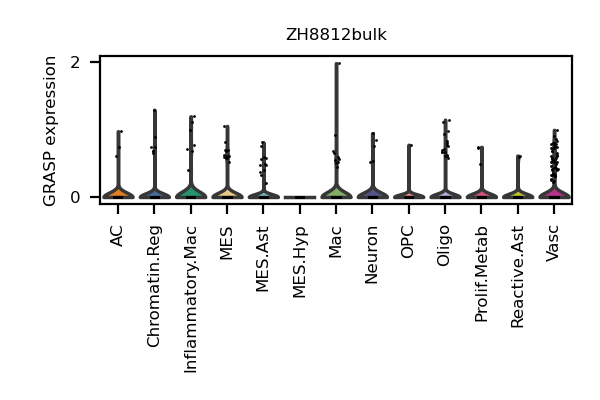 ZH8812bulk
GRASP expression
2
0
AC
Chromatin.Reg
Inflammatory.Mac
MES
MES.Ast
MES.Hyp
Mac
Neuron
OPC
Oligo
Prolif.Metab
Reactive.Ast
Vasc